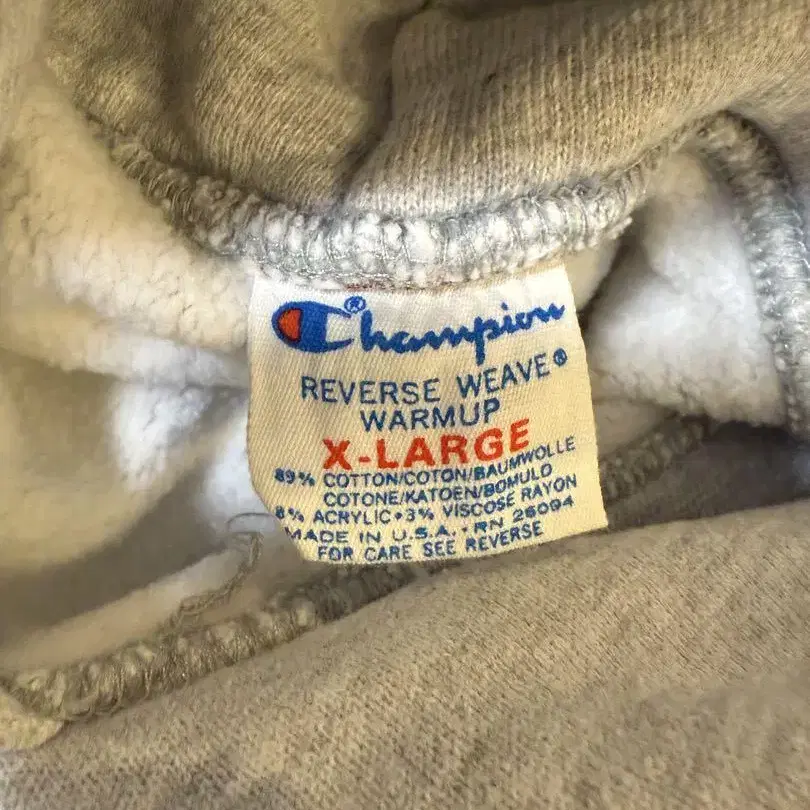 Champion®
REVERSE WEAVE®
WARMUP
X-LARGE
89% COTTON/COTON/BAUMWOLLE
COTONE/KATOEN/BOMULO
8% ACRYLIC•3% VISCOSE RAYON
MADE IN U.S.A. • RN 26094
FOR CARE SEE REVERSE